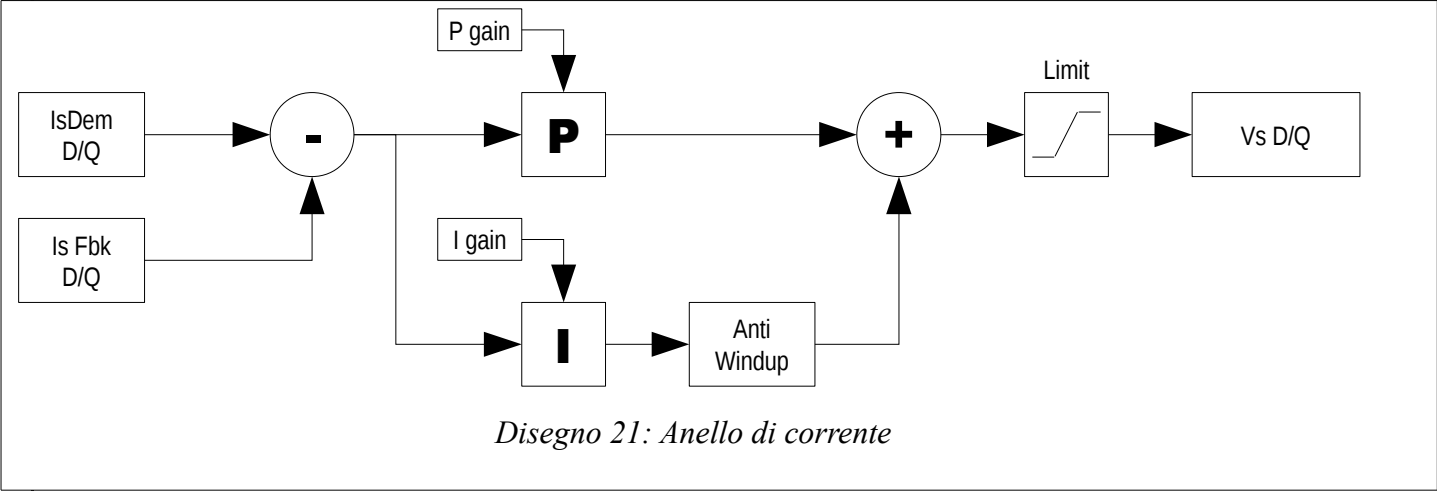 P gain
Limit
IsDem
D/Q
-
P
+
Vs D/Q
Is Fbk
D/Q
I gain
I
Anti
Windup
Disegno 21: Anello di corrente